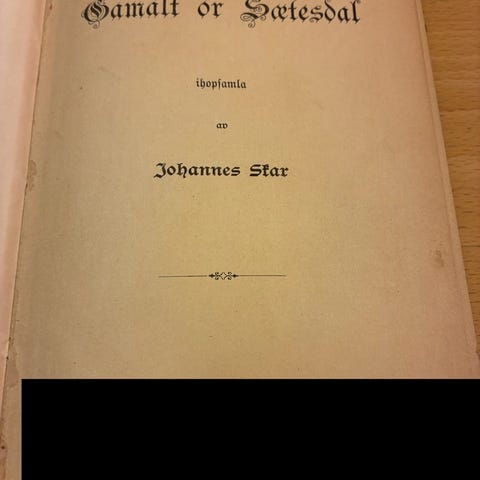 Gamalt or Sætesdal
ihopsamla
av
Johannes Skar